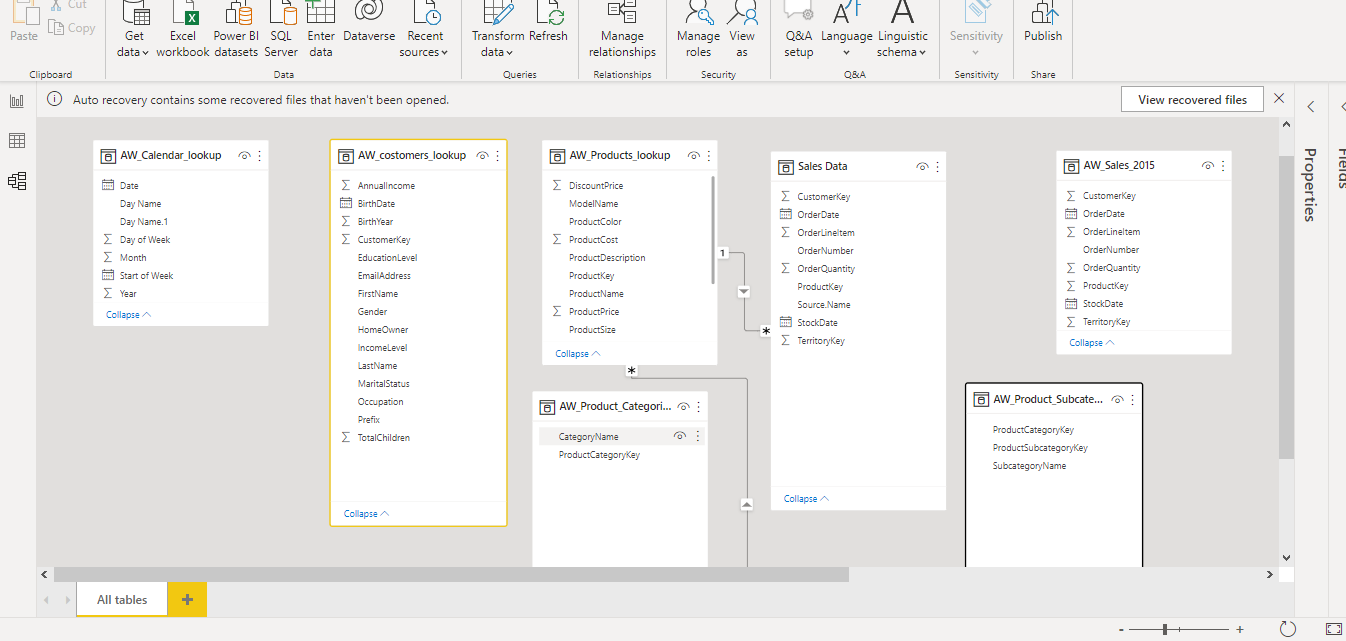 Cut
Paste
Copy
Clipboard
Get data
Excel workbook
Power BI datasets
SQL Server
Enter data
Dataverse
Recent sources
Data
Transform data
Refresh
Queries
Manage relationships
Relationships
Manage roles
View as
Security
Q&A setup
Language
Linguistic schema
Q&A
Sensitivity
Sensitivity
Publish
Share
Auto recovery contains some recovered files that haven't been opened.
View recovered files
AW_Calendar_lookup
Date
Day Name
Day Name.1
Day of Week
Month
Start of Week
Year
Collapse
AW_costomers_lookup
AnnualIncome
BirthDate
BirthYear
CustomerKey
EducationLevel
EmailAddress
FirstName
Gender
HomeOwner
IncomeLevel
LastName
MaritalStatus
Occupation
Prefix
TotalChildren
Collapse
AW_Products_lookup
DiscountPrice
ModelName
ProductColor
ProductCost
ProductDescription
ProductKey
ProductName
ProductPrice
ProductSize
Collapse
1
*
*
Sales Data
CustomerKey
OrderDate
OrderLineItem
OrderNumber
OrderQuantity
ProductKey
Source.Name
StockDate
TerritoryKey
Collapse
AW_Sales_2015
CustomerKey
OrderDate
OrderLineItem
OrderNumber
OrderQuantity
ProductKey
StockDate
TerritoryKey
Collapse
AW_Product_Categori...
CategoryName
ProductCategoryKey
AW_Product_Subcate...
ProductCategoryKey
ProductSubcategoryKey
SubcategoryName
Properties
Fields
All tables
+
-
+